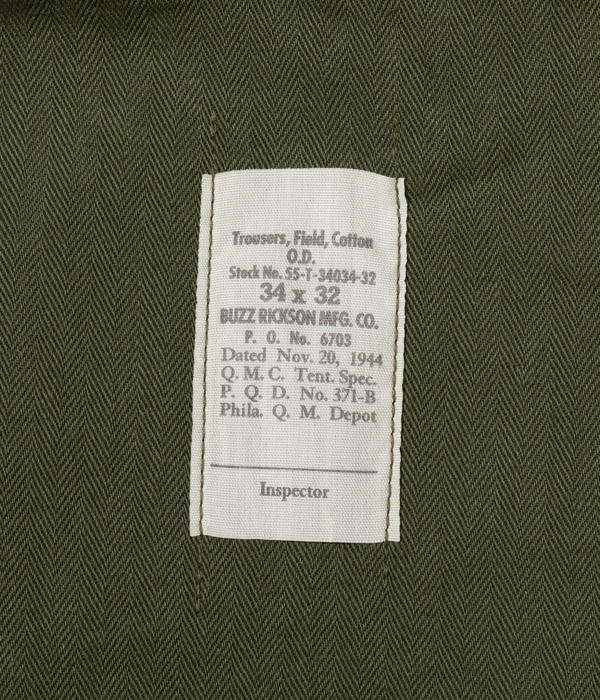 Trousers, Field, Cotton
O.D.
Stock No. 55-T-34034-32
34 x 32
BUZZ RICKSON MFG. CO.
P. O. No. 6703
Dated Nov. 20, 1944
Q. M. C. Tent. Spec.
P. Q. D. No. 371-B
Phila. Q. M. Depot
Inspector